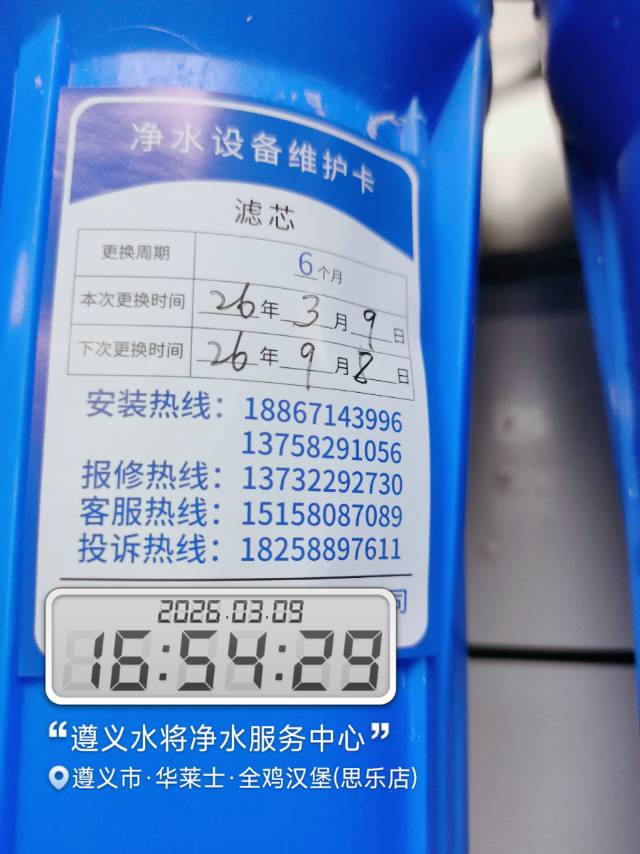 净水设备维护卡
滤芯
更换周期 6个月
本次更换时间 26年3月9日
下次更换时间 26年9月8日
安装热线：18867143996
13758291056
报修热线：13732292730
客服热线：15158087089
投诉热线：18258897611
司
2026.03.09
16:54:29
“遵义水将净水服务中心”
遵义市·华莱士·全鸡汉堡(思乐店)